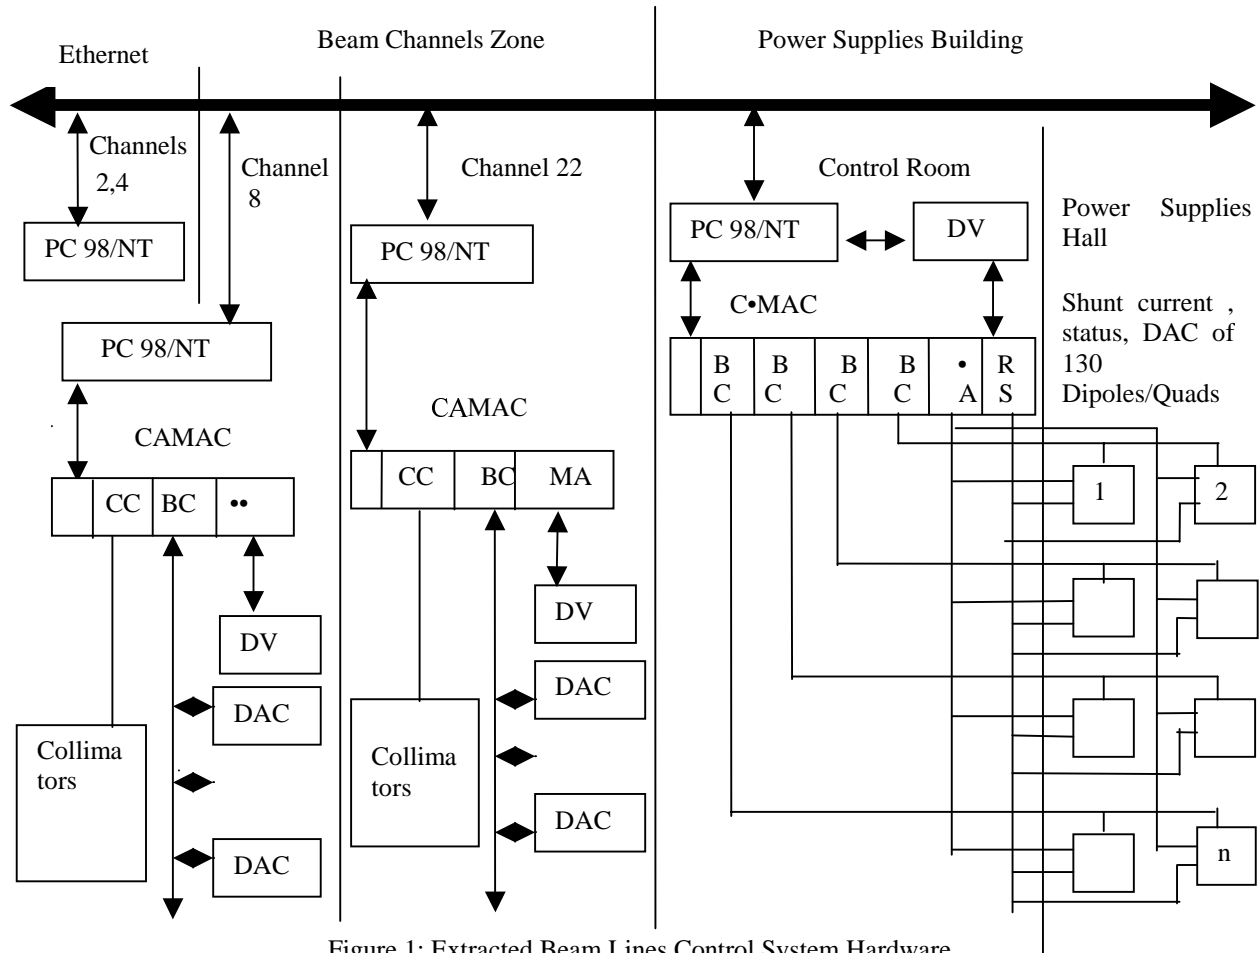 Ethernet
Beam Channels Zone
Power Supplies Building
Channels
2,4
Channel
8
Channel 22
Control Room
PC 98/NT
PC 98/NT
PC 98/NT
DV
Power Supplies
Hall
PC 98/NT
C•MAC
Shunt current ,
status, DAC of
130
Dipoles/Quads
B
C
B
C
B
C
B
C
•
A
R
S
CAMAC
CAMAC
CC
BC
••
CC
BC
MA
1
2
DV
DV
DAC
DAC
Collima
tors
Collima
tors
DAC
DAC
n
Figure 1: Extracted Beam Lines Control System Hardware